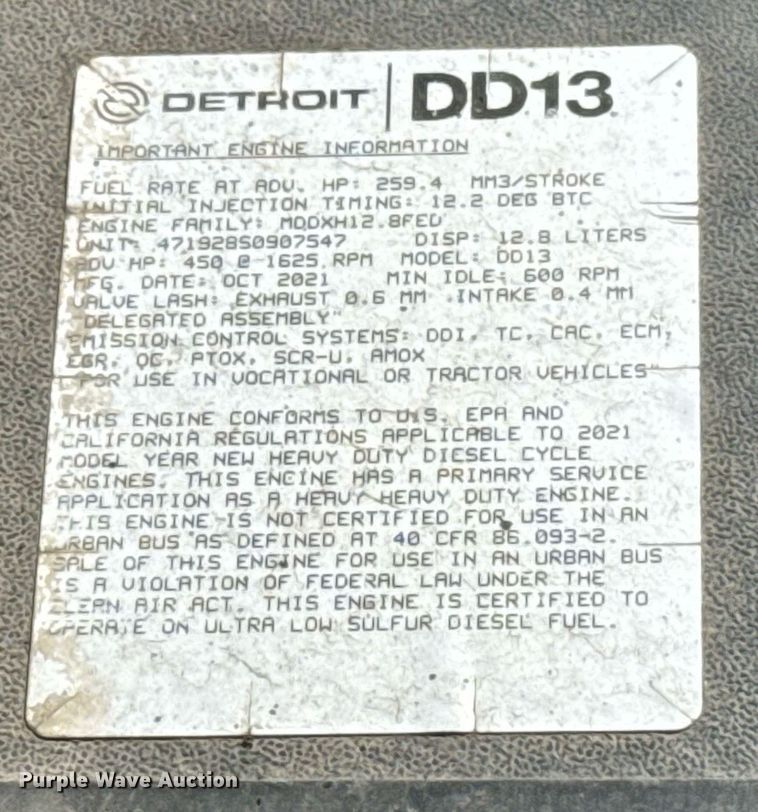 DETROIT | DD13
IMPORTANT ENGINE INFORMATION
FUEL RATE AT ADV. HP: 259.4 MM3/STROKE
INITIAL INJECTION TIMING: 12.2 DEG BTC
ENGINE FAMILY: MDDXH12.8FED
UNIT: 471928S0907547 DISP: 12.8 LITERS
ADV HP: 450 @ 1625 RPM MODEL: DD13
MFG. DATE: OCT 2021 MIN IDLE: 600 RPM
VALVE LASH: EXHAUST 0.6 MM INTAKE 0.4 MM
"DELEGATED ASSEMBLY"
EMISSION CONTROL SYSTEMS: DDI, TC, CAC, ECM,
EGR, OC, PTOX, SCR-U, AMOX
"FOR USE IN VOCATIONAL OR TRACTOR VEHICLES"
THIS ENGINE CONFORMS TO U.S. EPA AND
CALIFORNIA REGULATIONS APPLICABLE TO 2021
MODEL YEAR NEW HEAVY DUTY DIESEL CYCLE
ENGINES. THIS ENGINE HAS A PRIMARY SERVICE
APPLICATION AS A HEAVY HEAVY DUTY ENGINE.
THIS ENGINE IS NOT CERTIFIED FOR USE IN AN
URBAN BUS AS DEFINED AT 40 CFR 86.093-2.
SALE OF THIS ENGINE FOR USE IN AN URBAN BUS
IS A VIOLATION OF FEDERAL LAW UNDER THE
CLEAN AIR ACT. THIS ENGINE IS CERTIFIED TO
OPERATE ON ULTRA LOW SULFUR DIESEL FUEL.
Purple Wave Auction